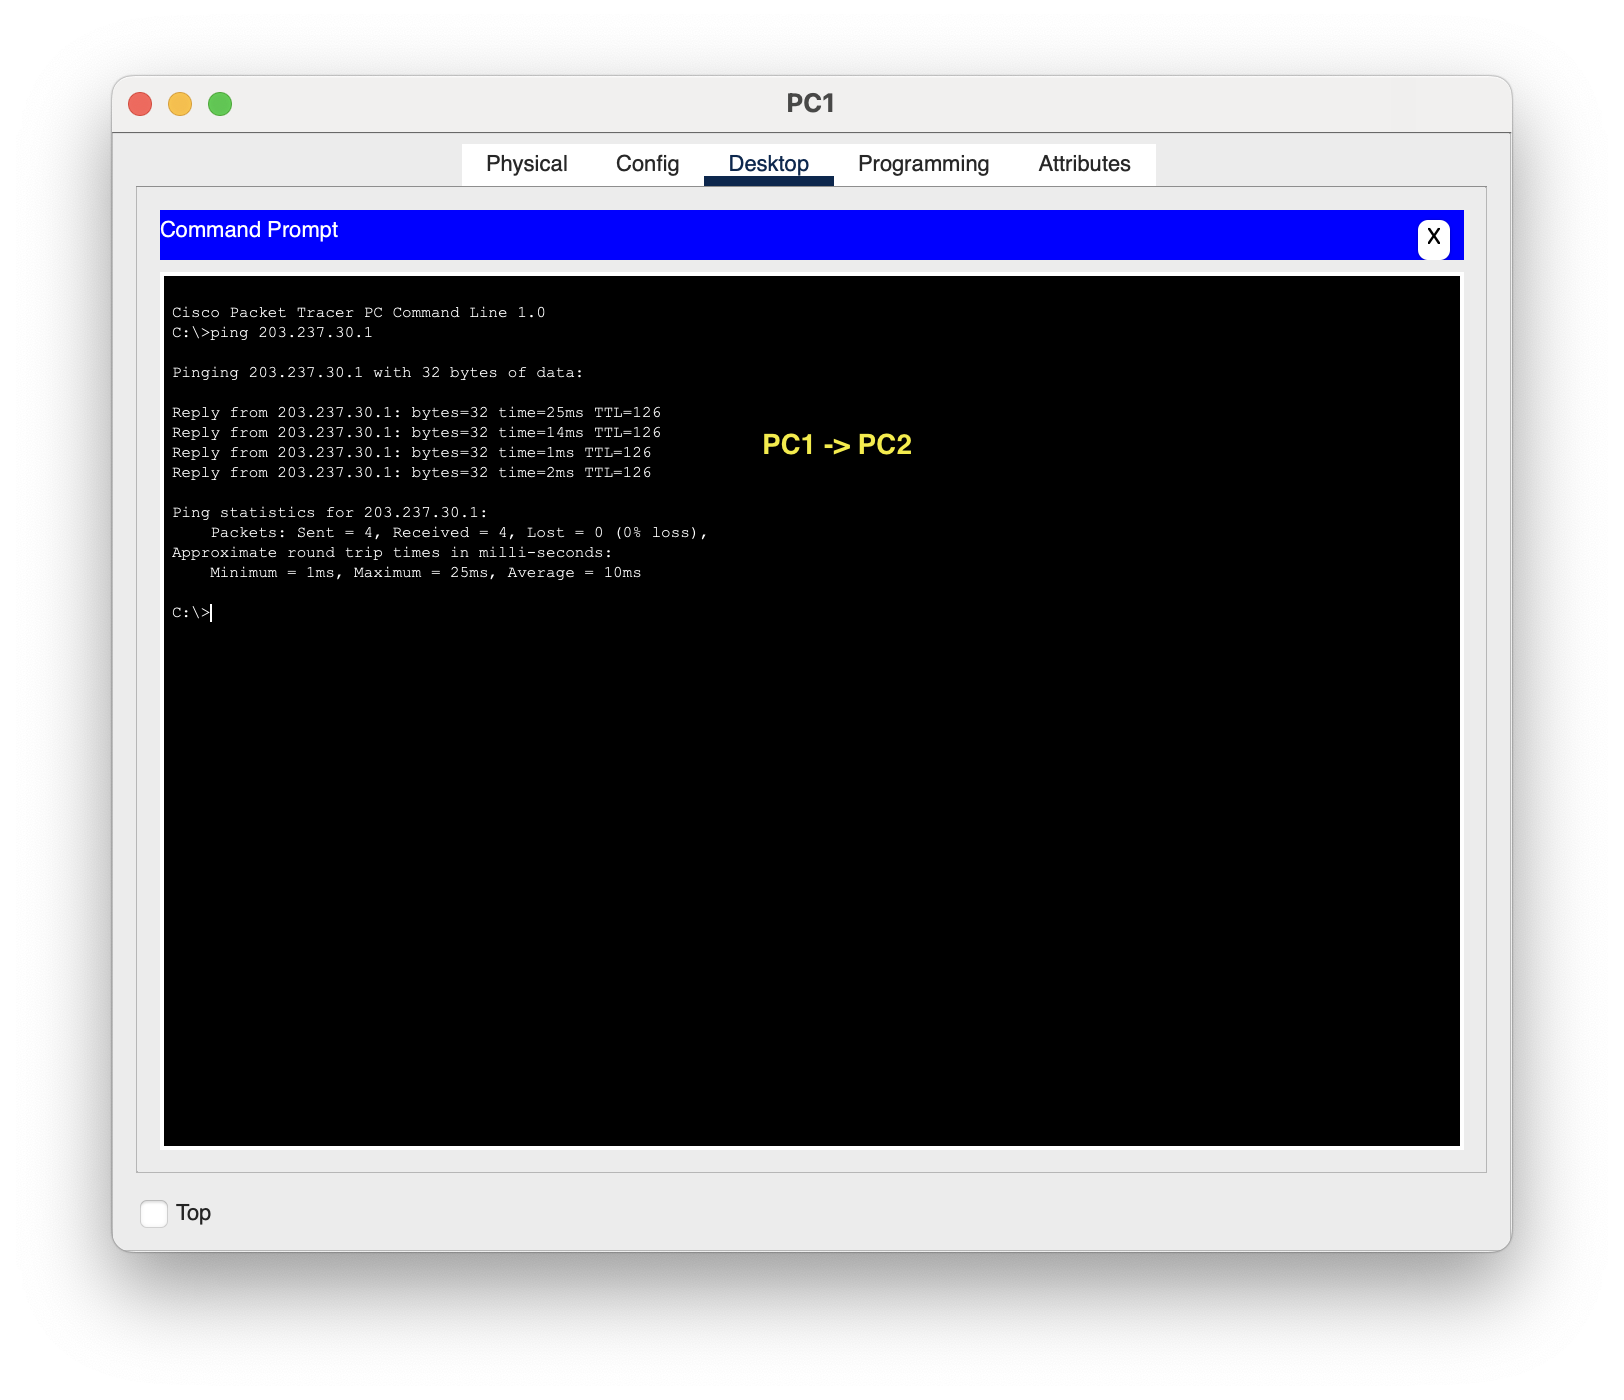 PC1
Physical Config Desktop Programming Attributes
Command Prompt
X
Cisco Packet Tracer PC Command Line 1.0
C:\>ping 203.237.30.1
Pinging 203.237.30.1 with 32 bytes of data:
Reply from 203.237.30.1: bytes=32 time=25ms TTL=126
Reply from 203.237.30.1: bytes=32 time=14ms TTL=126
Reply from 203.237.30.1: bytes=32 time=1ms TTL=126
Reply from 203.237.30.1: bytes=32 time=2ms TTL=126
PC1 -> PC2
Ping statistics for 203.237.30.1:
    Packets: Sent = 4, Received = 4, Lost = 0 (0% loss),
Approximate round trip times in milli-seconds:
    Minimum = 1ms, Maximum = 25ms, Average = 10ms
C:\>
Top